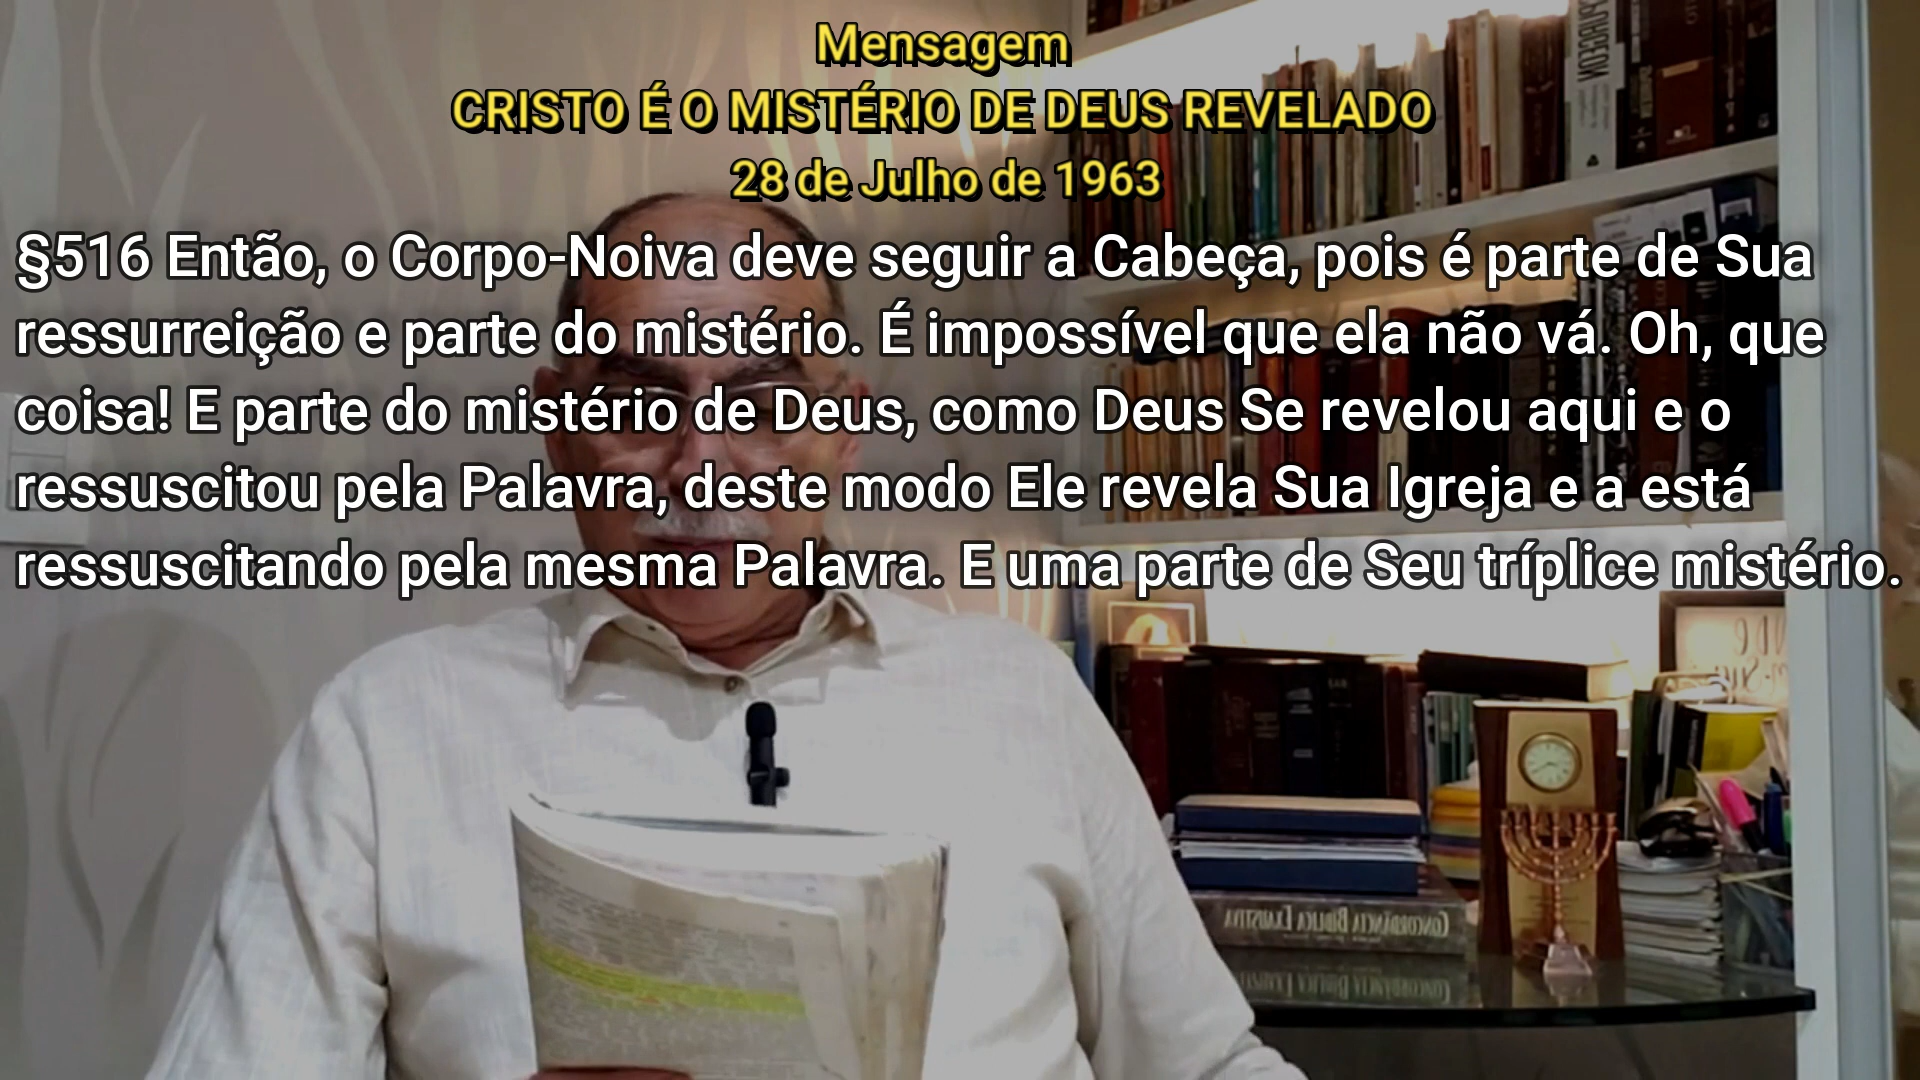 Mensagem
CRISTO É O MISTÉRIO DE DEUS REVELADO
28 de Julho de 1963
§516 Então, o Corpo-Noiva deve seguir a Cabeça, pois é parte de Sua
ressurreição e parte do mistério. É impossível que ela não vá. Oh, que
coisa! E parte do mistério de Deus, como Deus Se revelou aqui e o
ressuscitou pela Palavra, deste modo Ele revela Sua Igreja e a está
ressuscitando pela mesma Palavra. E uma parte de Seu tríplice mistério.
CONCORDÂNCIA BÍBLICA EXAUSTIVA